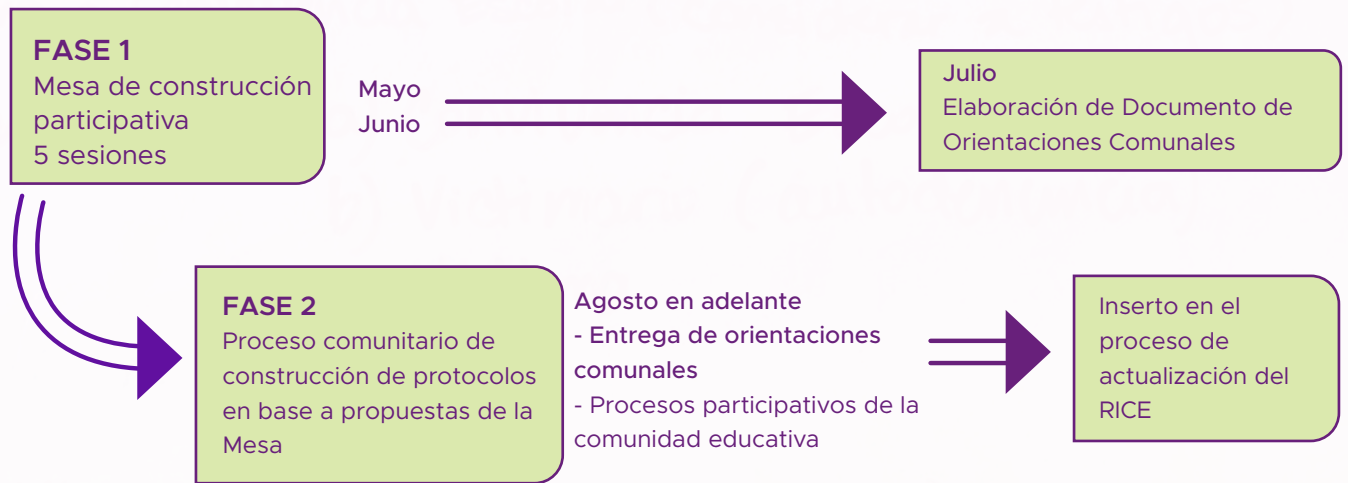 FASE 1
Mesa de construcción
participativa
5 sesiones
Mayo
Junio
Julio
Elaboración de Documento de
Orientaciones Comunales
b) Victimario (-autodenuncia)
FASE 2
Proceso comunitario de
construcción de protocolos
en base a propuestas de la
Mesa
Agosto en adelante
- Entrega de orientaciones
comunales
- Procesos participativos de la
comunidad educativa
Inserto en el
proceso de
actualización del
RICE